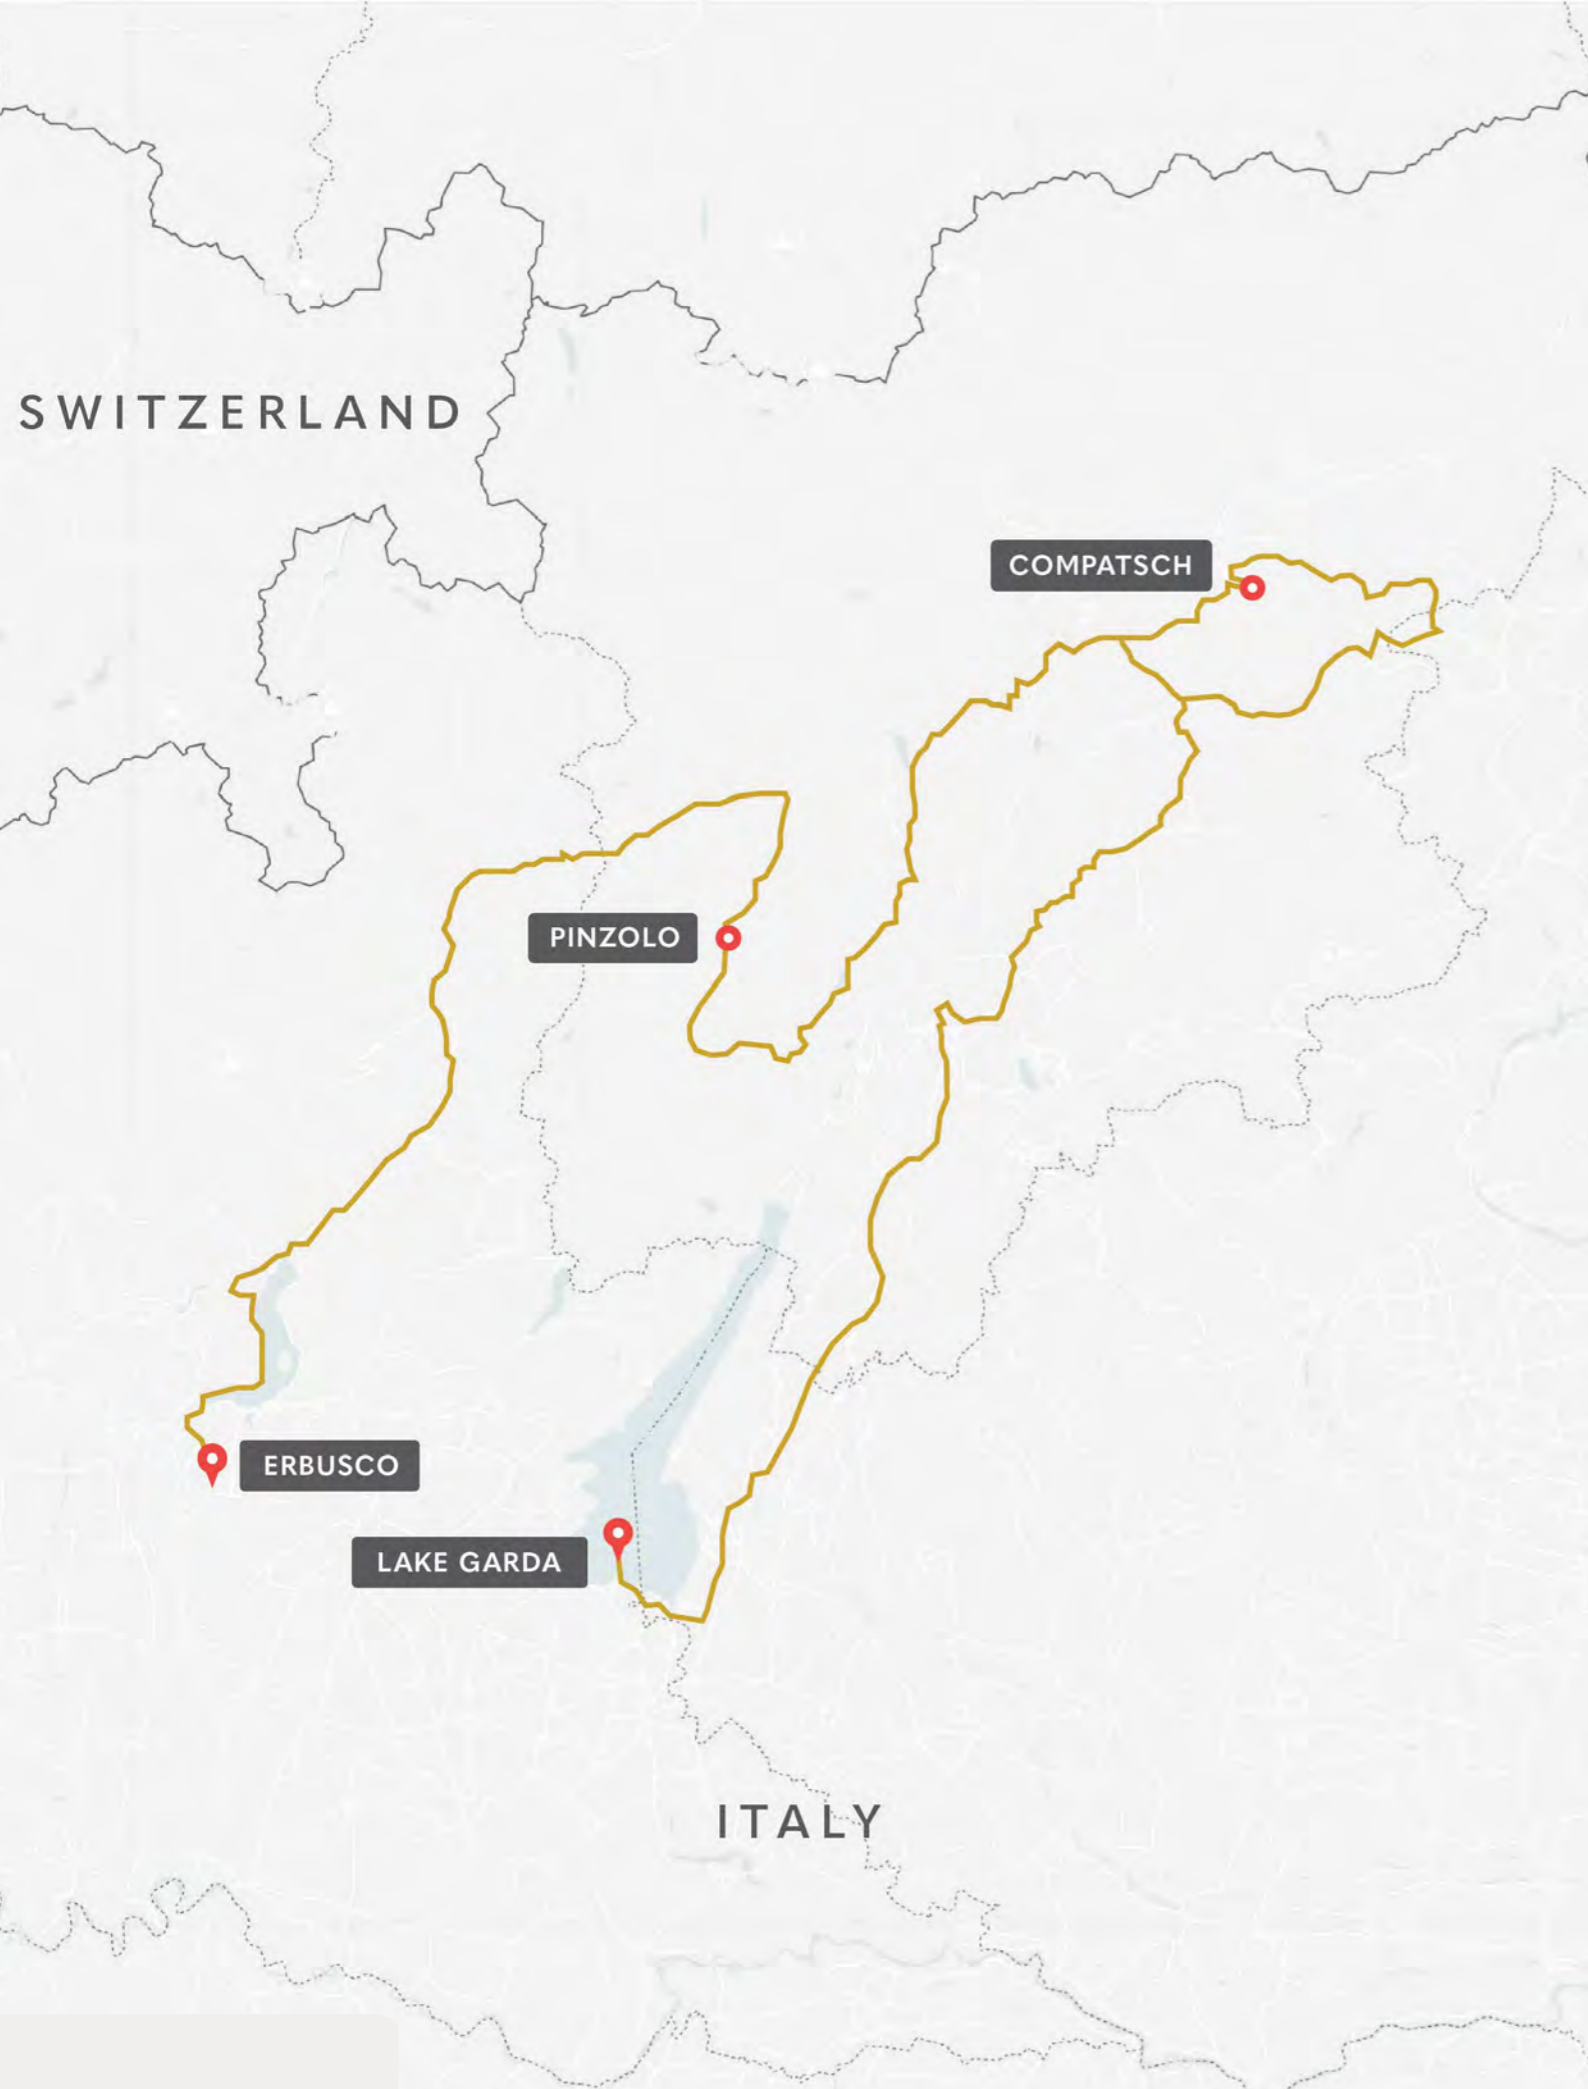 SWITZERLAND
COMPATSCH
PINZOLO
ERBUSCO
LAKE GARDA
ITALY